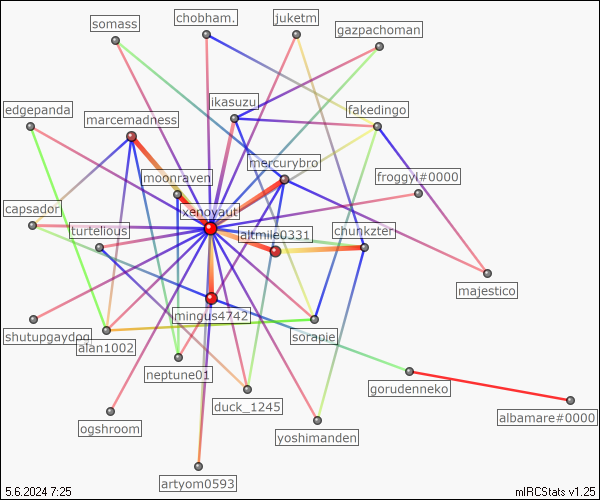 chobham.
juketm
somass
gazpachoman
ikasuzu
edgepanda
fakedingo
marcemadness
mercurybro
moonraven
froggyl#0000
capsador
xenoyaut
turtelious
altmile0331
chunkzter
majestico
mingus4742
shutupgaydog
sorapie
alan1002
neptune01
gorudenneko
duck_1245
albamare#0000
ogshroom
yoshimanden
artyom0593
5.6.2024 7:25
mIRCStats v1.25